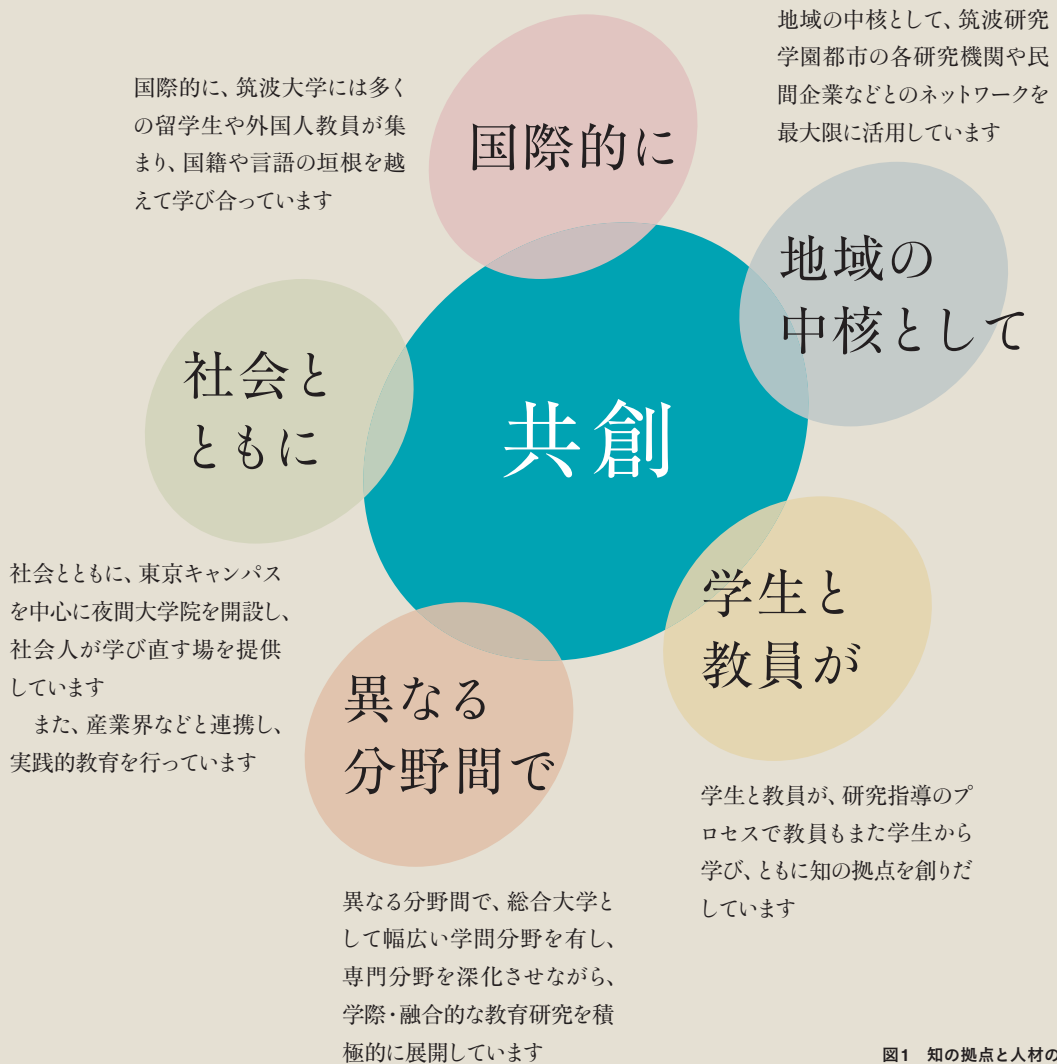 国際的に、筑波大学には多く
の留学生や外国人教員が集
まり、国籍や言語の垣根を越
えて学び合っています
国際的に
地域の中核として、筑波研究
学園都市の各研究機関や民
間企業などとのネットワークを
最大限に活用しています
地域の
中核として
社会と
ともに
共創
社会とともに、東京キャンパス
を中心に夜間大学院を開設し、
社会人が学び直す場を提供
しています
また、産業界などと連携し、
実践的教育を行っています
学生と
教員が
異なる
分野間で
学生と教員が、研究指導のプ
ロセスで教員もまた学生から
学び、ともに知の拠点を創りだ
しています
異なる分野間で、総合大学と
して幅広い学問分野を有し、
専門分野を深化させながら、
学際・融合的な教育研究を積
極的に展開しています
図1 知の拠点と人材の